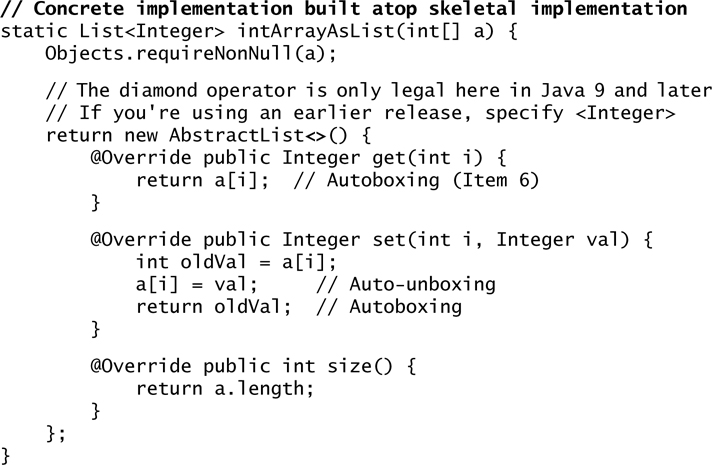 // Concrete implementation built atop skeletal implementation
static List<Integer> intArrayAsList(int[] a) {
    Objects.requireNonNull(a);

    // The diamond operator is only legal here in Java 9 and later
    // If you're using an earlier release, specify <Integer>
    return new AbstractList<>() {
        @Override public Integer get(int i) {
            return a[i];  // Autoboxing (Item 6)
        }

        @Override public Integer set(int i, Integer val) {
            int oldVal = a[i];
            a[i] = val;     // Auto-unboxing
            return oldVal;  // Autoboxing
        }

        @Override public int size() {
            return a.length;
        }
    };
}